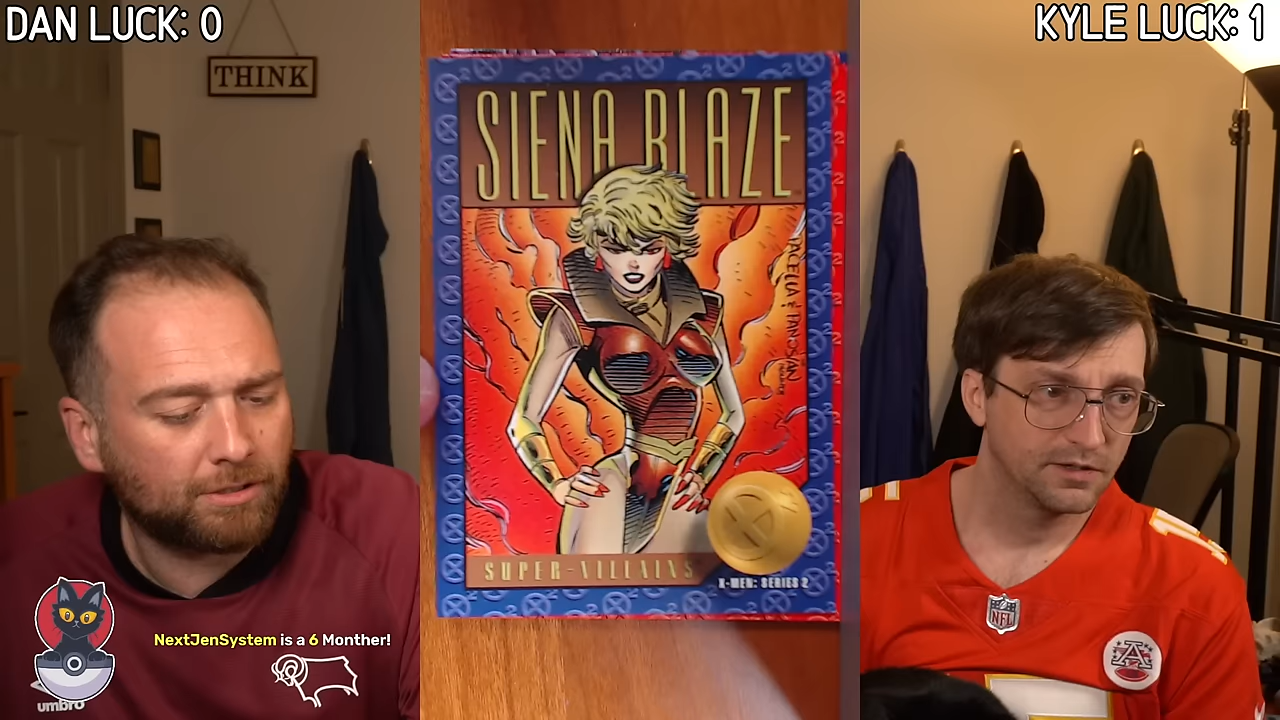 DAN LUCK: 0
KYLE LUCK: 1
THINK
SIENA BLAZE
SUPER-VILLAINS
X-MEN: SERIES 2
NextJenSystem is a 6 Monther!
umbro
NFL